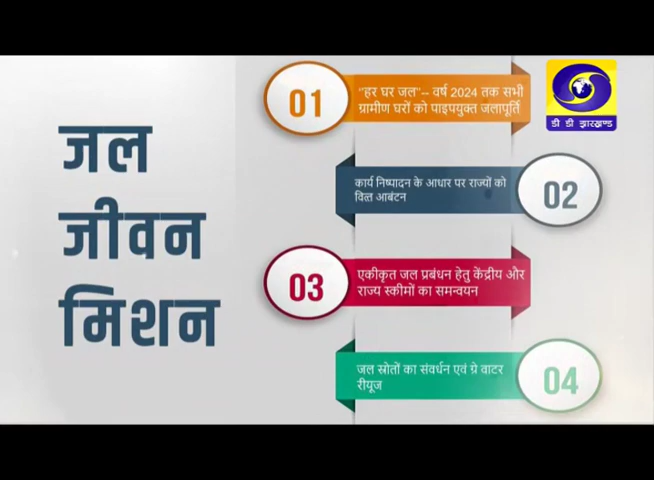 जल
जीवन
मिशन
01
"हर घर जल"-- वर्ष 2024 तक सभी
ग्रामीण घरों को पाइपयुक्त जलापूर्ति
कार्य निष्पादन के आधार पर राज्यों को
वित्त आबंटन
02
03
एकीकृत जल प्रबंधन हेतु केंद्रीय और
राज्य स्कीमों का समन्वयन
जल स्रोतों का संवर्धन एवं ग्रे वाटर
रीयूज
04
डी डी झारखण्ड